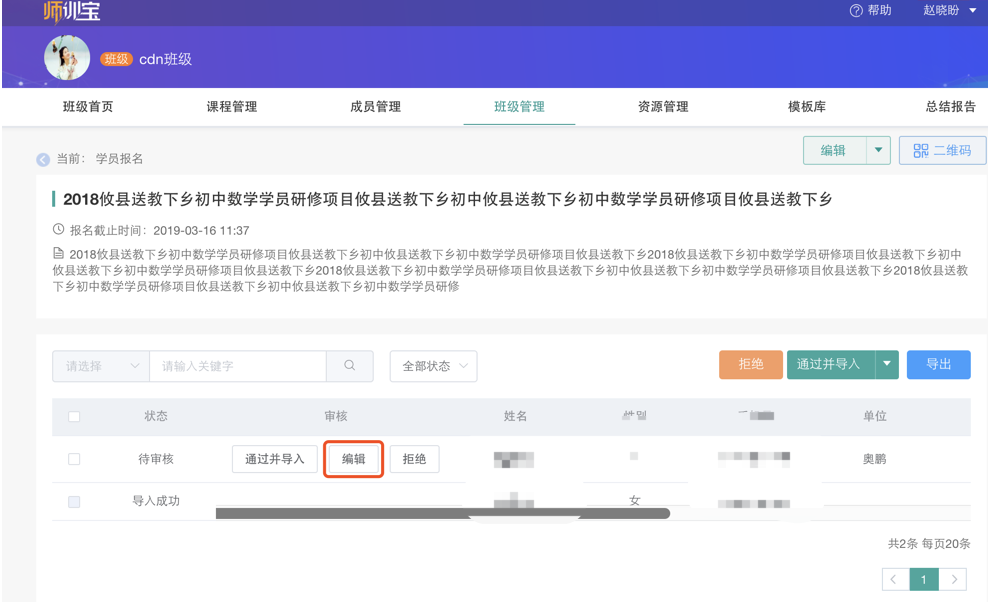 师训宝
帮助 赵晓盼
班级 cdn班级
班级首页 课程管理 成员管理 班级管理 资源管理 模板库 总结报告
当前： 学员报名
编辑 二维码
2018攸县送教下乡初中数学学员研修项目攸县送教下乡初中攸县送教下乡初中数学学员研修项目攸县送教下乡
报名截止时间：2019-03-16 11:37
2018攸县送教下乡初中数学学员研修项目攸县送教下乡初中攸县送教下乡初中数学学员研修项目攸县送教下乡2018攸县送教下乡初中数学学员研修项目攸县送教下乡初中
攸县送教下乡初中数学学员研修项目攸县送教下乡2018攸县送教下乡初中数学学员研修项目攸县送教下乡初中攸县送教下乡初中数学学员研修项目攸县送教下乡2018攸县送教
下乡初中数学学员研修项目攸县送教下乡初中攸县送教下乡初中数学学员研修
请选择 请输入关键字 全部状态 拒绝 通过并导入 导出
状态 审核 姓名 性别 单位
待审核 通过并导入 编辑 拒绝 奥鹏
导入成功 女
共2条 每页20条
1